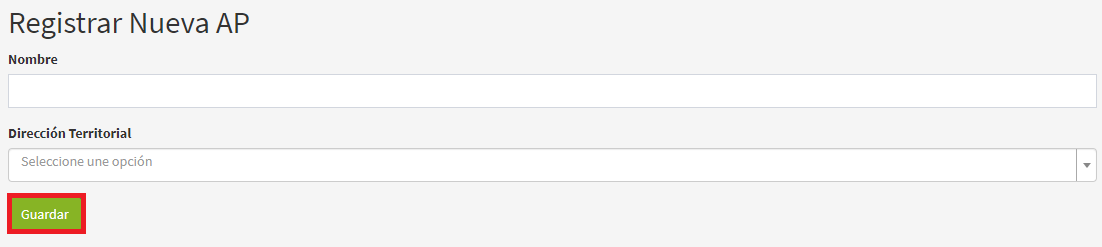 Registrar Nueva AP
Nombre
Dirección Territorial
Seleccione une opción
Guardar